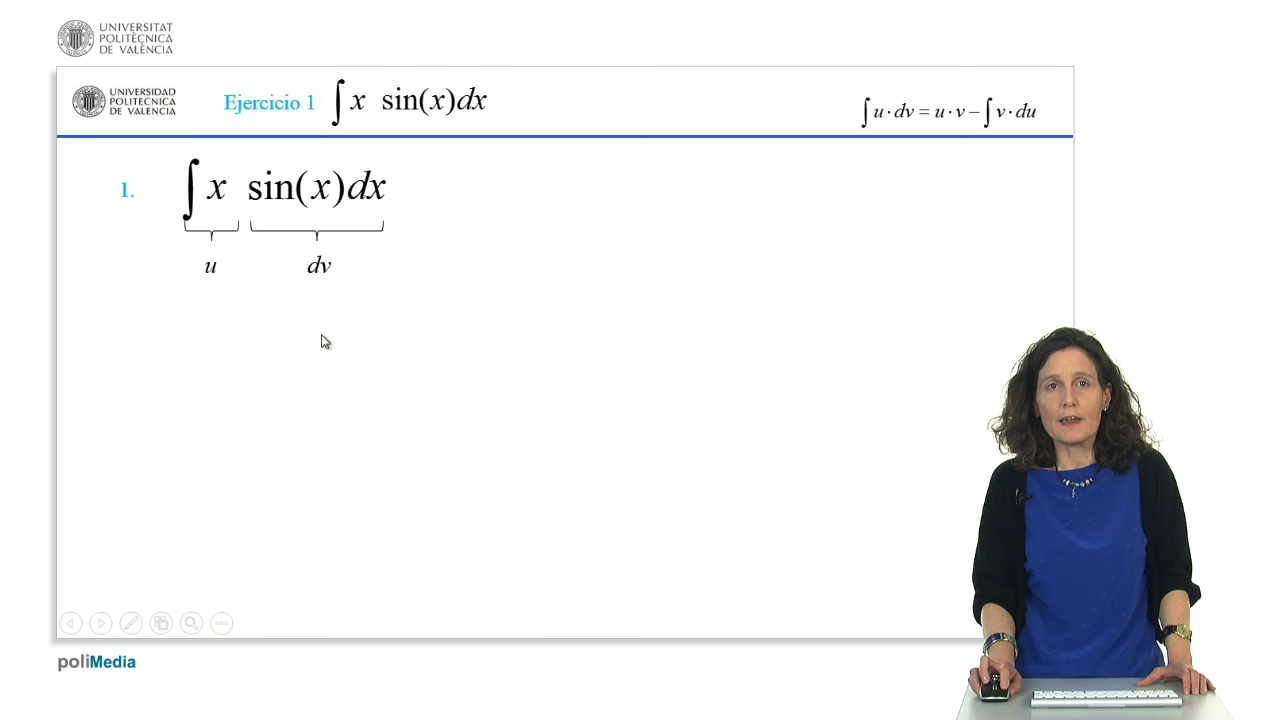 UNIVERSITAT
POLITÈCNICA
DE VALÈNCIA
UNIVERSIDAD
POLITECNICA
DE VALENCIA
Ejercicio 1 ∫ x sin(x)dx
∫ u · dv = u · v − ∫ v · du
1. ∫ x sin(x)dx
u dv
poliMedia